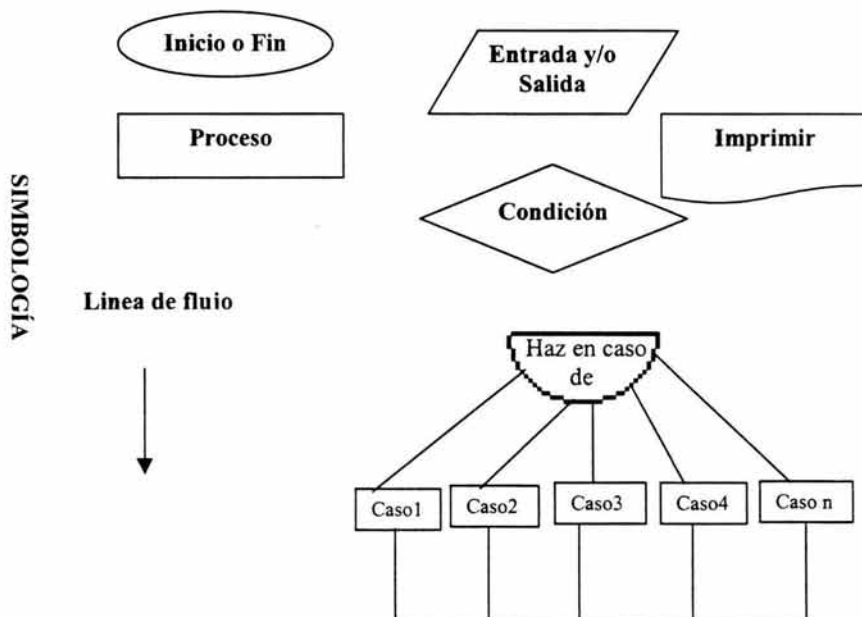 Inicio o Fin
Entrada y/o
Salida
Proceso
Imprimir
Condición
SIMBOLOGÍA
Linea de fluio
Haz en caso
de
Caso1
Caso2
Caso3
Caso4
Caso n